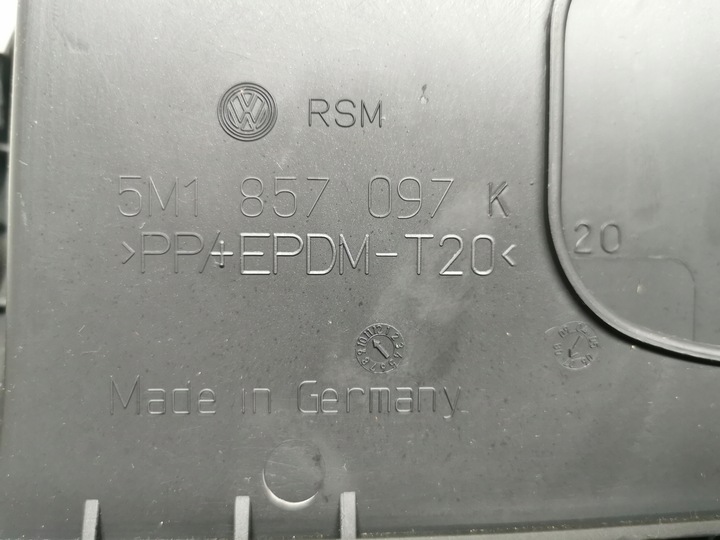 RSM
5M1 857 097 K
>PP/+EPDM-T20< 20
Made in Germany